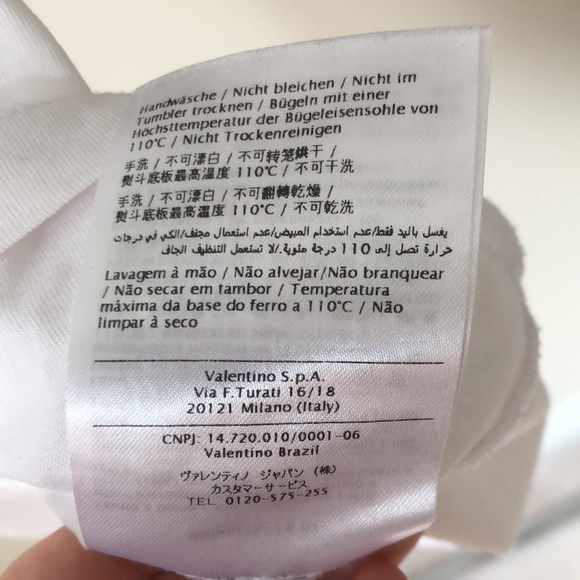 Handwäsche / Nicht bleichen / Nicht im
Tumbler trocknen / Bügeln mit einer
Höchsttemperatur der Bügeleisensohle von
110°C / Nicht Trockenreinigen
手洗 / 不可漂白 / 不可转笼烘干 /
熨斗底板最高温度 110°C / 不可干洗
手洗 / 不可漂白 / 不可翻轉乾燥 /
熨斗底板最高溫度 110°C / 不可乾洗
يغسل باليد فقط/عدم استخدام المبيض/عدم استعمال مجفف/الكي في درجات
حرارة تصل إلى 110 درجة مئوية./لا تستعمل التنظيف الجاف
Lavagem à mão / Não alvejar/Não branquear
/ Não secar em tambor / Temperatura
máxima da base do ferro a 110°C / Não
limpar à seco
Valentino S.p.A.
Via F.Turati 16/18
20121 Milano (Italy)
CNPJ: 14.720.010/0001-06
Valentino Brazil
ヴァレンティノ ジャパン (株)
カスタマーサービス
TEL. 0120-575-255